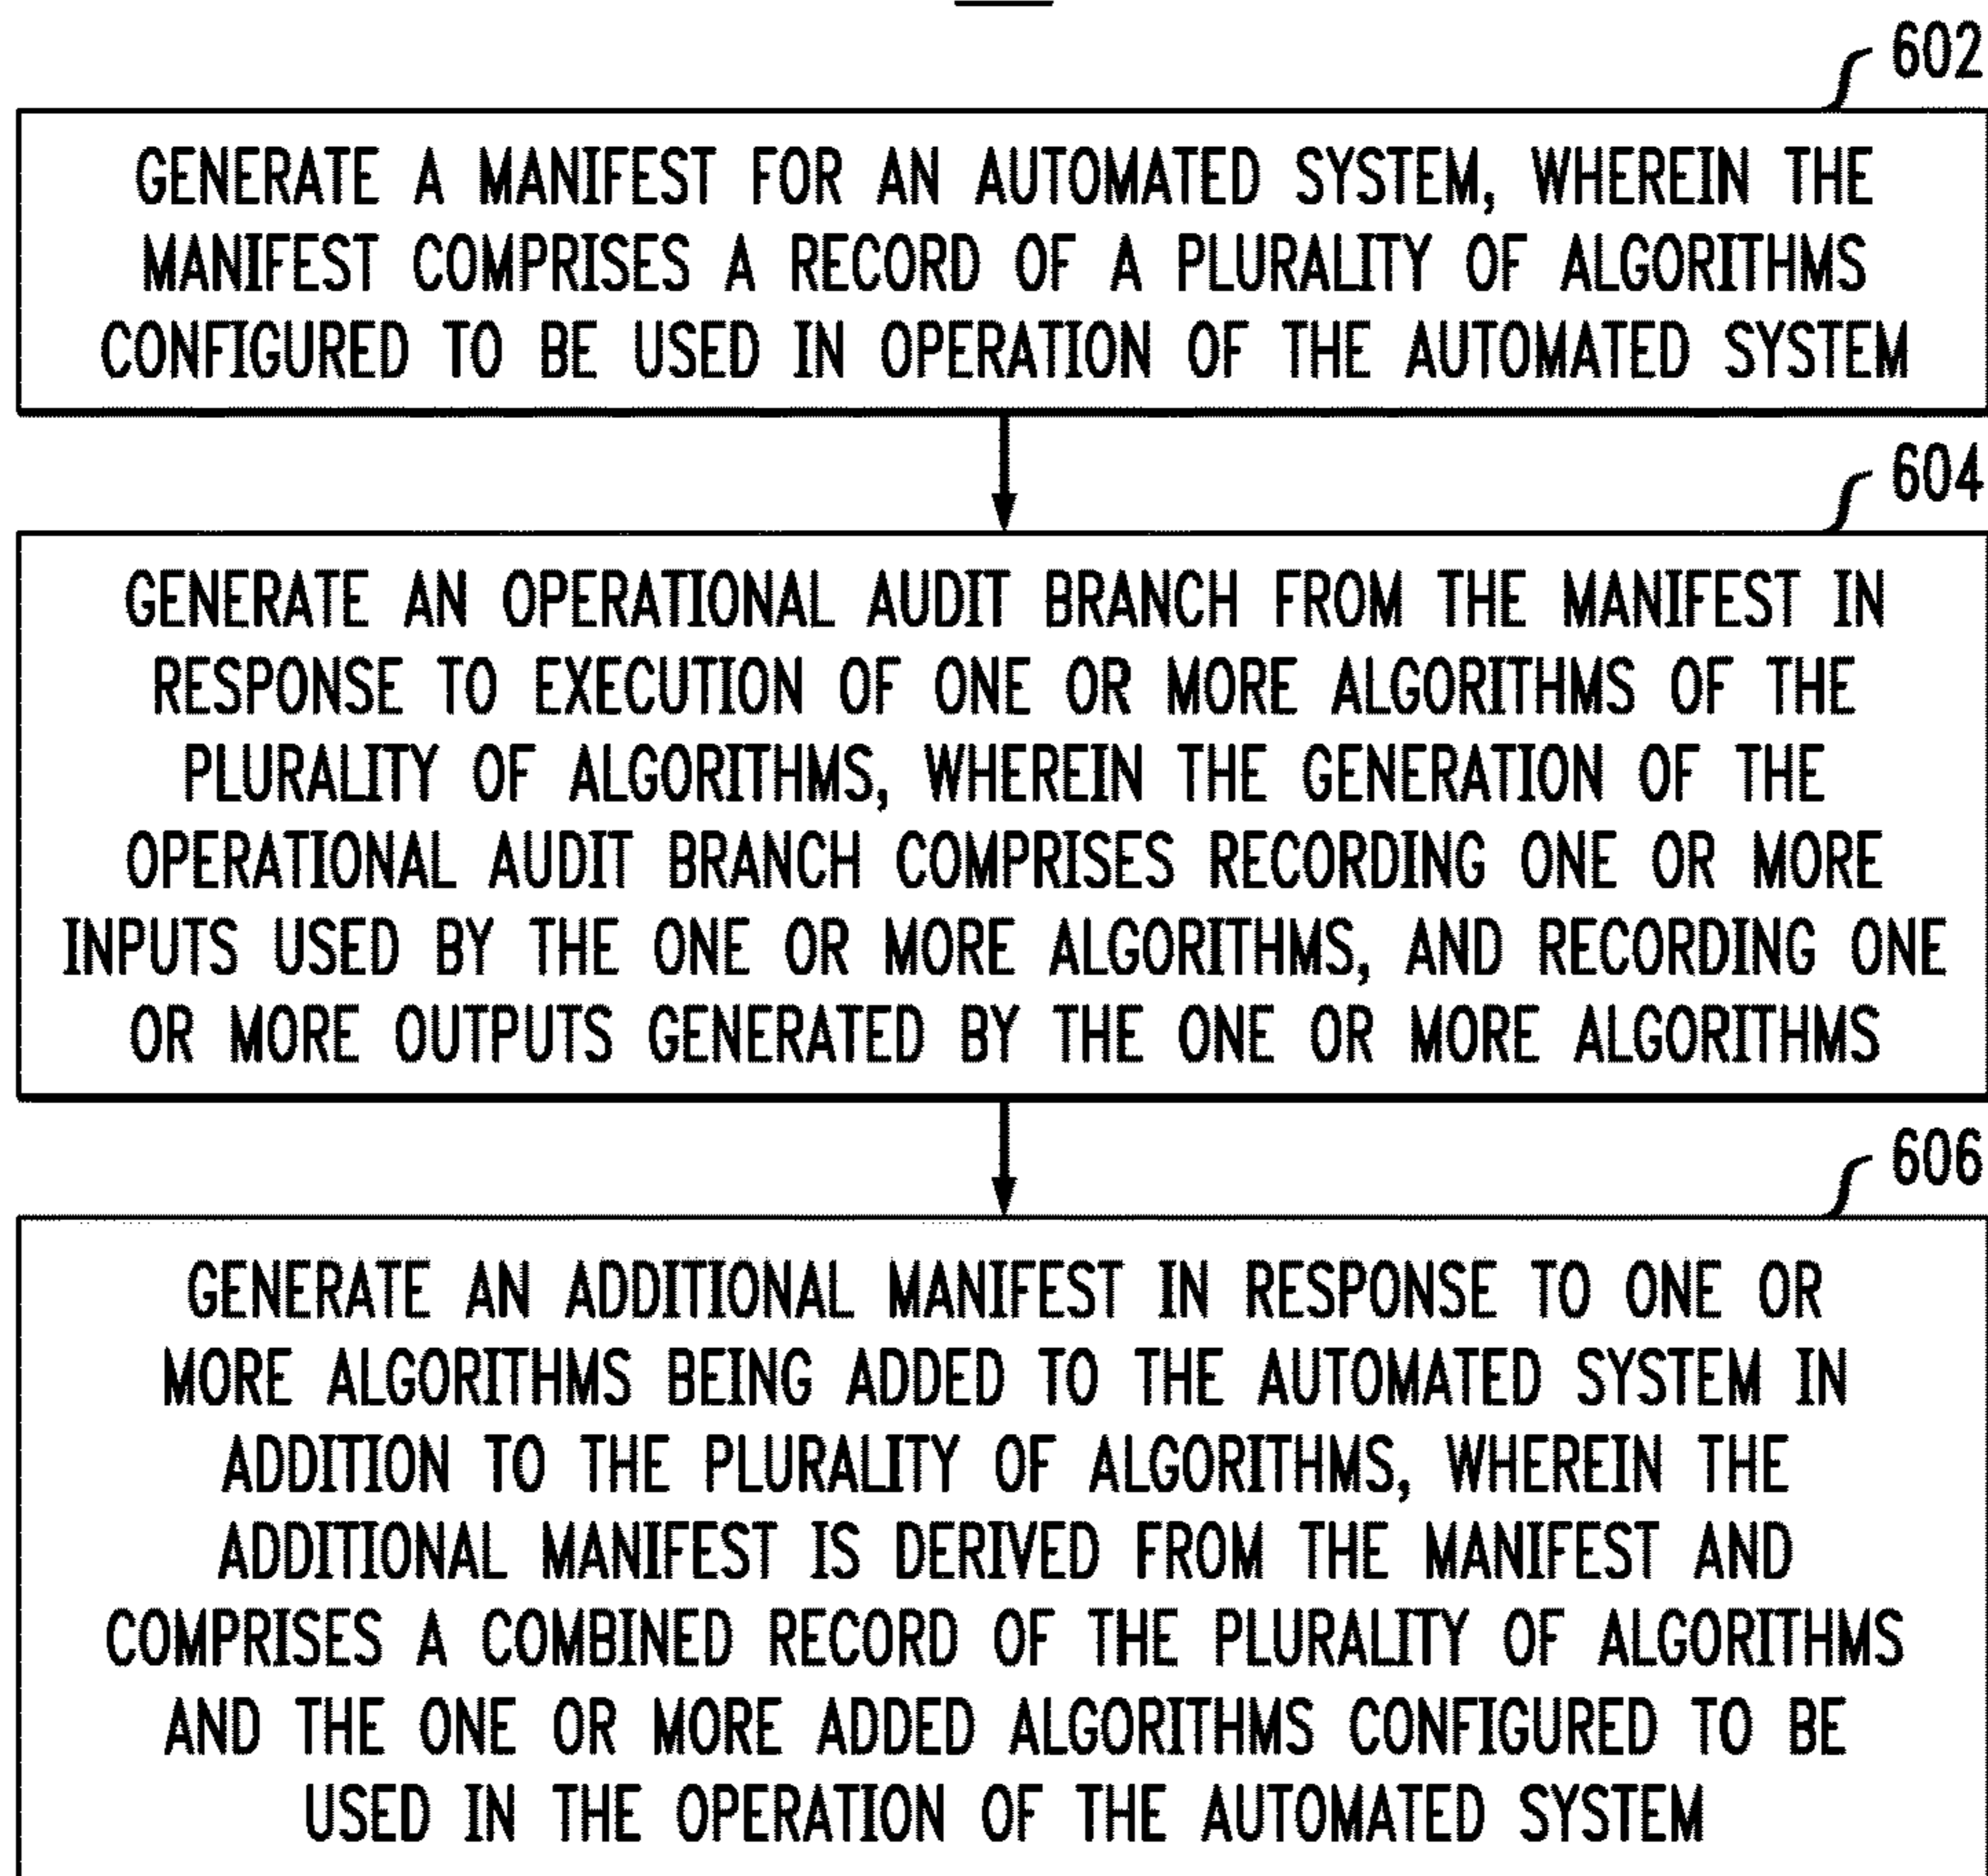 602
GENERATE A MANIFEST FOR AN AUTOMATED SYSTEM, WHEREIN THE
MANIFEST COMPRISES A RECORD OF A PLURALITY OF ALGORITHMS
CONFIGURED TO BE USED IN OPERATION OF THE AUTOMATED SYSTEM
604
GENERATE AN OPERATIONAL AUDIT BRANCH FROM THE MANIFEST IN
RESPONSE TO EXECUTION OF ONE OR MORE ALGORITHMS OF THE
PLURALITY OF ALGORITHMS, WHEREIN THE GENERATION OF THE
OPERATIONAL AUDIT BRANCH COMPRISES RECORDING ONE OR MORE
INPUTS USED BY THE ONE OR MORE ALGORITHMS, AND RECORDING ONE
OR MORE OUTPUTS GENERATED BY THE ONE OR MORE ALGORITHMS
606
GENERATE AN ADDITIONAL MANIFEST IN RESPONSE TO ONE OR
MORE ALGORITHMS BEING ADDED TO THE AUTOMATED SYSTEM IN
ADDITION TO THE PLURALITY OF ALGORITHMS, WHEREIN THE
ADDITIONAL MANIFEST IS DERIVED FROM THE MANIFEST AND
COMPRISES A COMBINED RECORD OF THE PLURALITY OF ALGORITHMS
AND THE ONE OR MORE ADDED ALGORITHMS CONFIGURED TO BE
USED IN THE OPERATION OF THE AUTOMATED SYSTEM